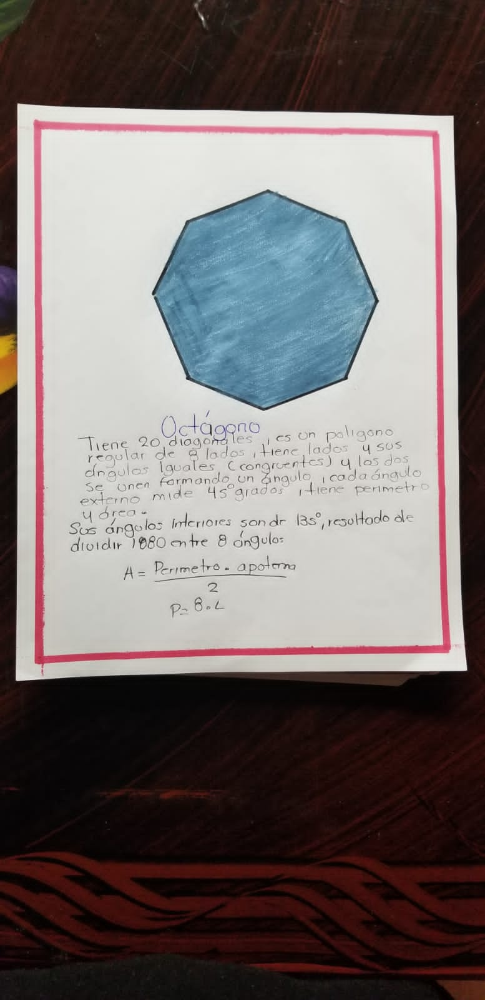 Octágono
Tiene 20 diagonales, es un poligono
regular de 8 lados, tiene lados y sus
ángulos iguales (congruentes) y los dos
se unen formando un ángulo, cada ángulo
externo mide 45° grados, tiene perimetro
y área.
Sus ángulos Interiores son de 135°, resultado de
dividir 1080 entre 8 ángulos
A = Perimetro . apotema
2
P= 8.L